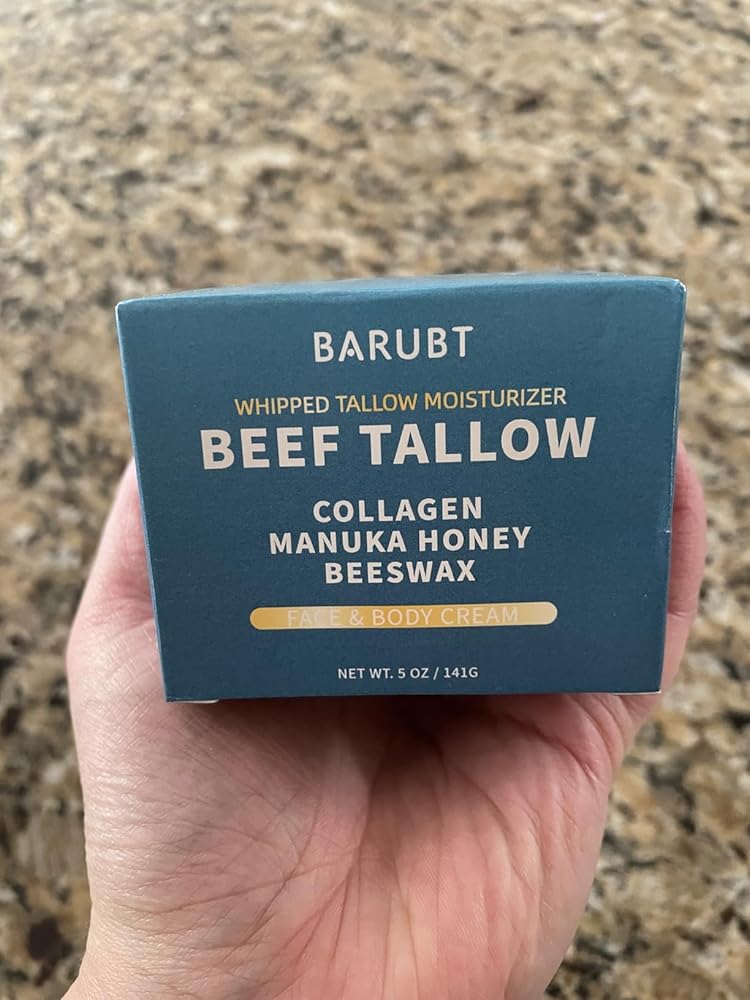 BARUBT
WHIPPED TALLOW MOISTURIZER
BEEF TALLOW
COLLAGEN
MANUKA HONEY
BEESWAX
FACE & BODY CREAM
NET WT. 5 OZ / 141G